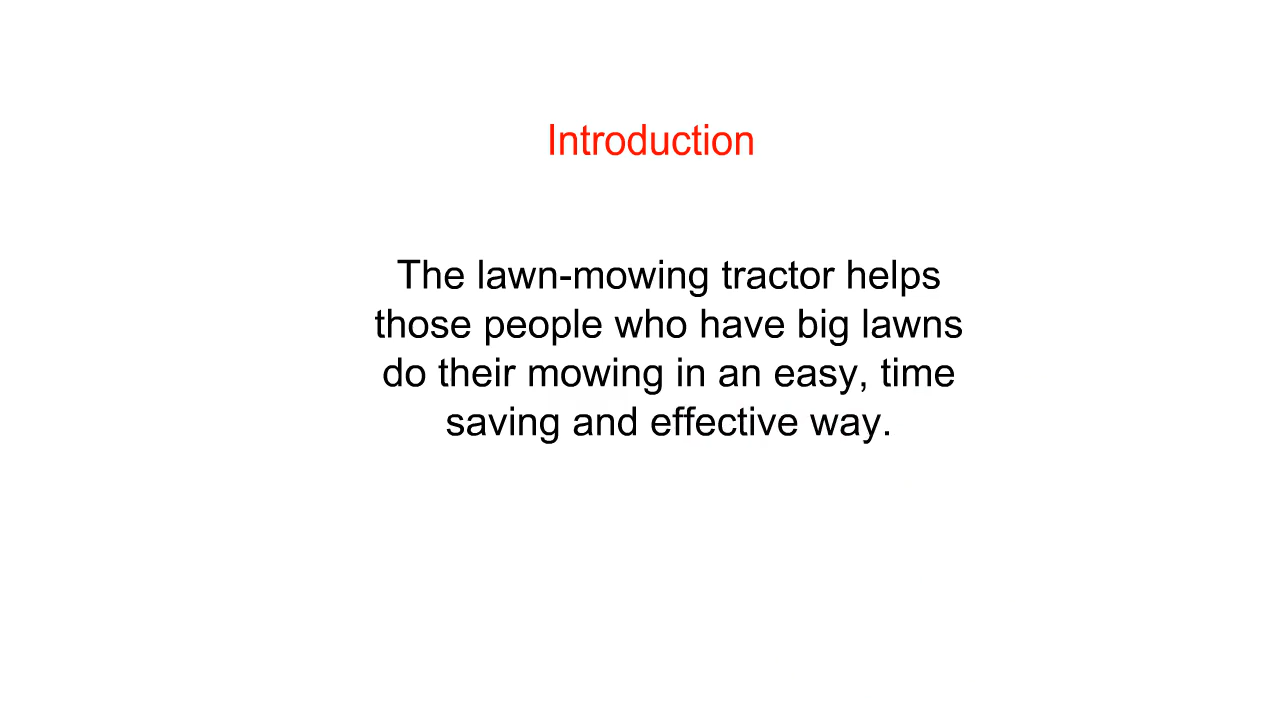 Introduction
The lawn-mowing tractor helps
those people who have big lawns
do their mowing in an easy, time
saving and effective way.